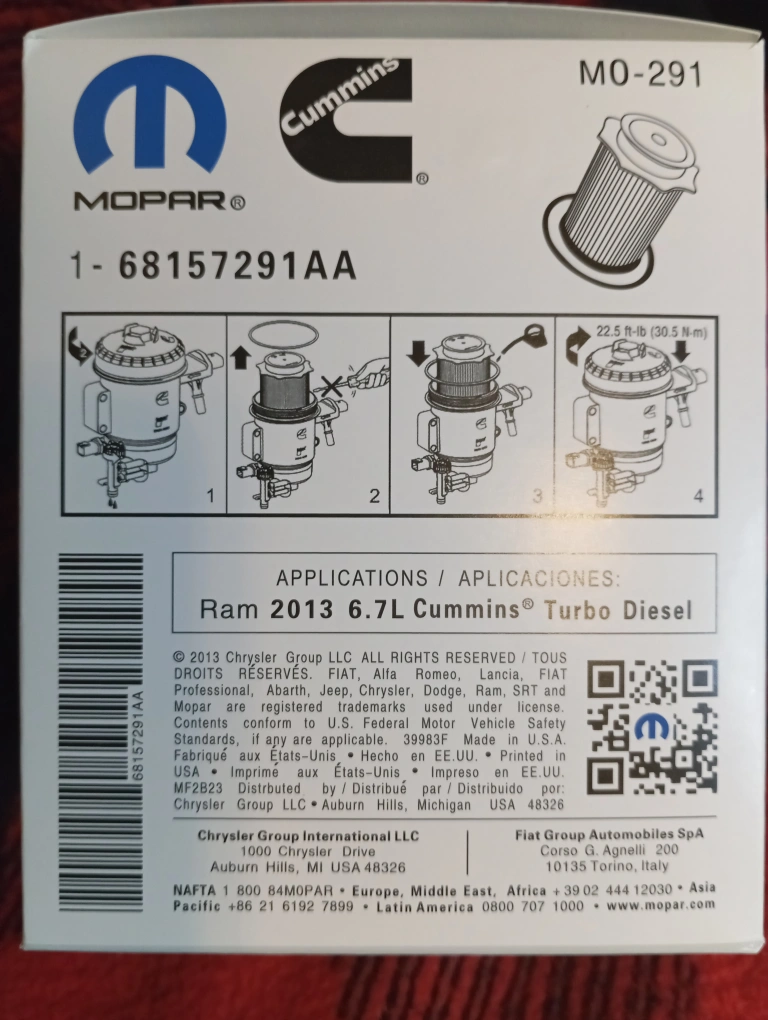 MOPAR®
Cummins
®
MO-291
1- 68157291AA
2
22.5 ft-lb (30.5 N-m)
1
2
3
4
APPLICATIONS / APLICACIONES:
Ram 2013 6.7L Cummins® Turbo Diesel
68157291AA
© 2013 Chrysler Group LLC ALL RIGHTS RESERVED / TOUS
DROITS RÉSERVÉS. FIAT, Alfa Romeo, Lancia, FIAT
Professional, Abarth, Jeep, Chrysler, Dodge, Ram, SRT and
Mopar are registered trademarks used under license.
Contents conform to U.S. Federal Motor Vehicle Safety
Standards, if any are applicable. 39983F Made in U.S.A.
Fabriqué aux États-Unis • Hecho en EE.UU. • Printed in
USA • Imprimé aux États-Unis • Impreso en EE.UU.
MF2B23 Distrbuted by / Distribué par / Distribuido por:
Chrysler Group LLC • Auburn Hills, Michigan USA 48326
Chrysler Group International LLC
1000 Chrysler Drive
Auburn Hills, MI USA 48326
Fiat Group Automobiles SpA
Corso G. Agnelli 200
10135 Torino, Italy
NAFTA 1 800 84MOPAR • Europe, Middle East, Africa +39 02 444 12030 • Asia
Pacific +86 21 6192 7899 • Latin America 0800 707 1000 • www.mopar.com